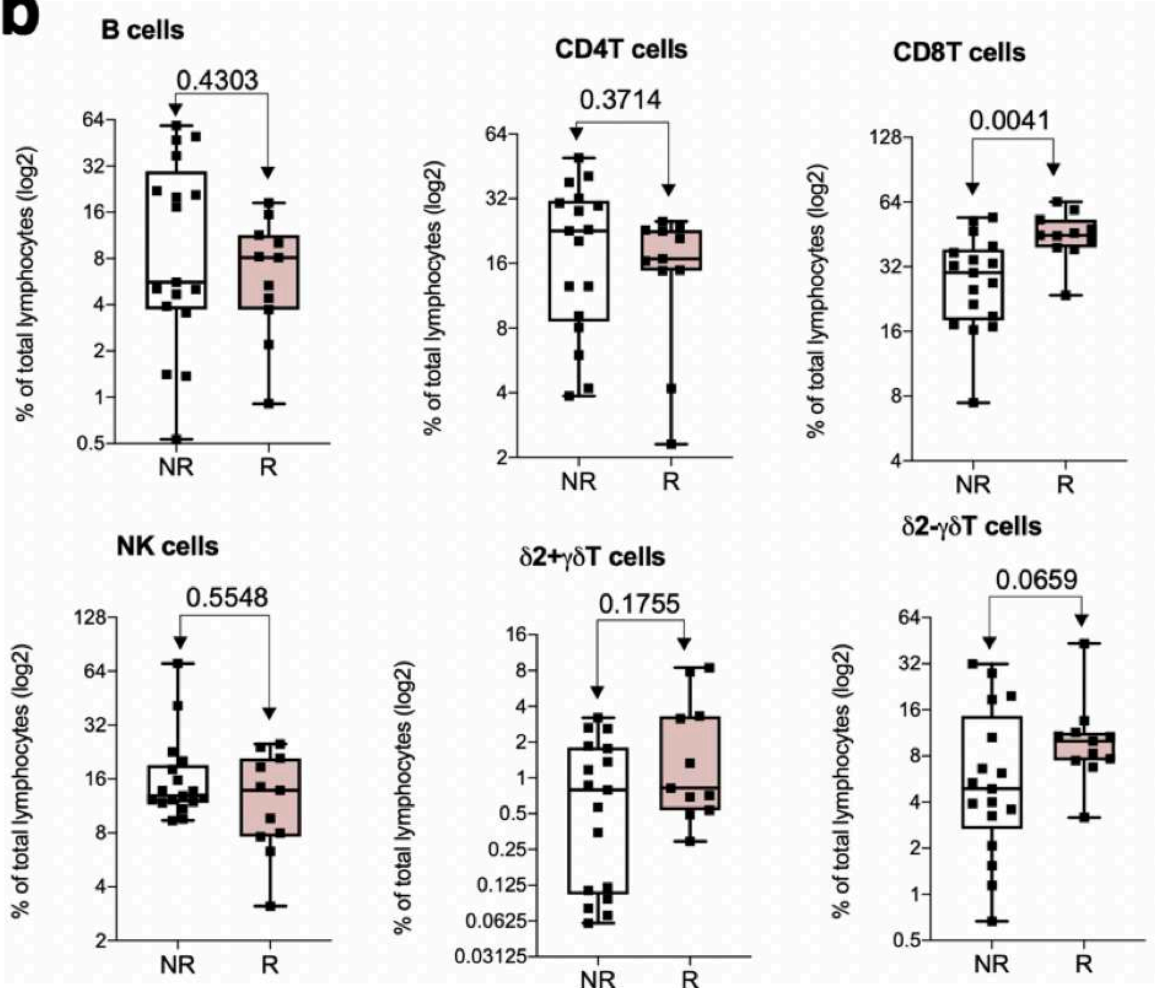 b
B cells
0.4303
% of total lymphocytes (log2)
64
32
16
8
4
2
1
0.5
NR R
CD4T cells
0.3714
% of total lymphocytes (log2)
64
32
16
8
4
2
NR R
CD8T cells
0.0041
% of total lymphocytes (log2)
128
64
32
16
8
4
NR R
NK cells
0.5548
% of total lymphocytes (log2)
128
64
32
16
8
4
2
NR R
δ2+γδT cells
0.1755
% of total lymphocytes (log2)
16
8
4
2
1
0.5
0.25
0.125
0.0625
0.03125
NR R
δ2-γδT cells
0.0659
% of total lymphocytes (log2)
64
32
16
8
4
2
1
0.5
NR R